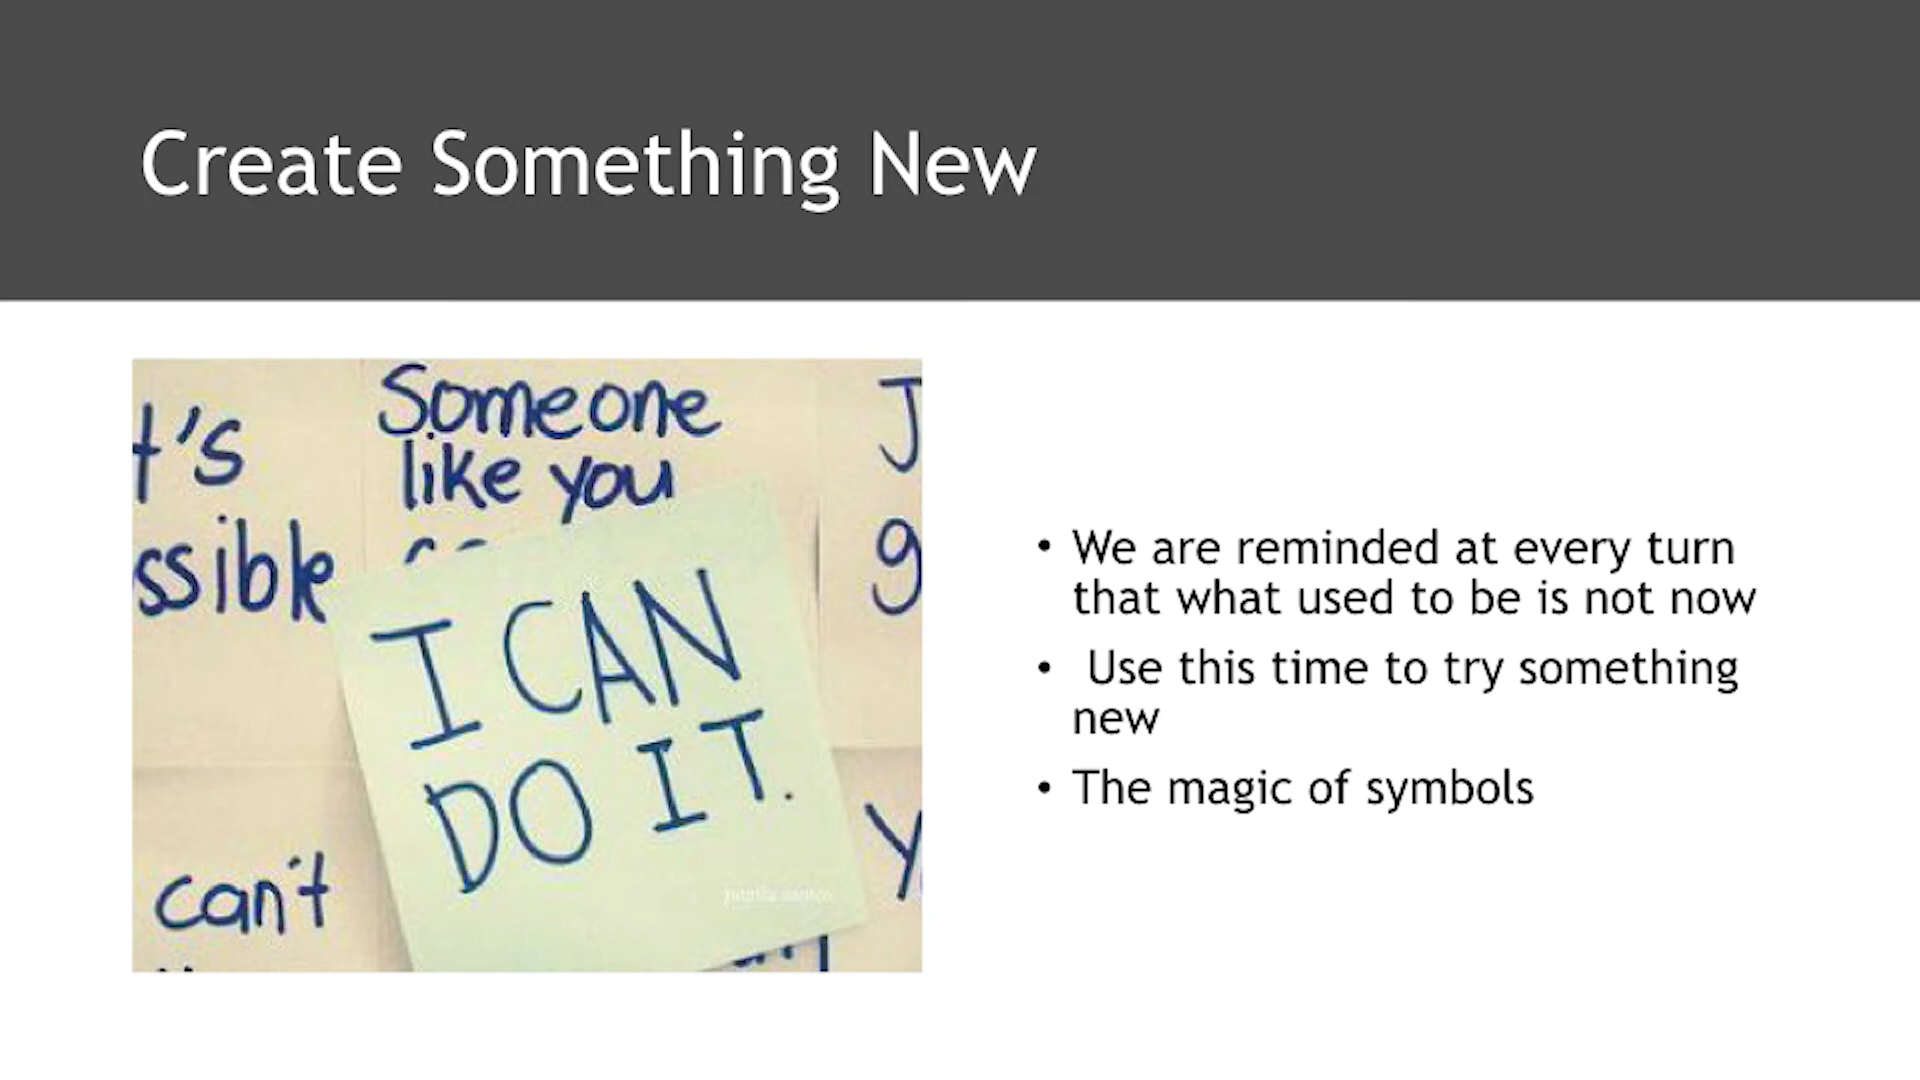 Create Something New
t's
ssible
Someone
like you
J
g
I CAN
DO IT.
can't
y
• We are reminded at every turn
that what used to be is not now
• Use this time to try something
new
• The magic of symbols